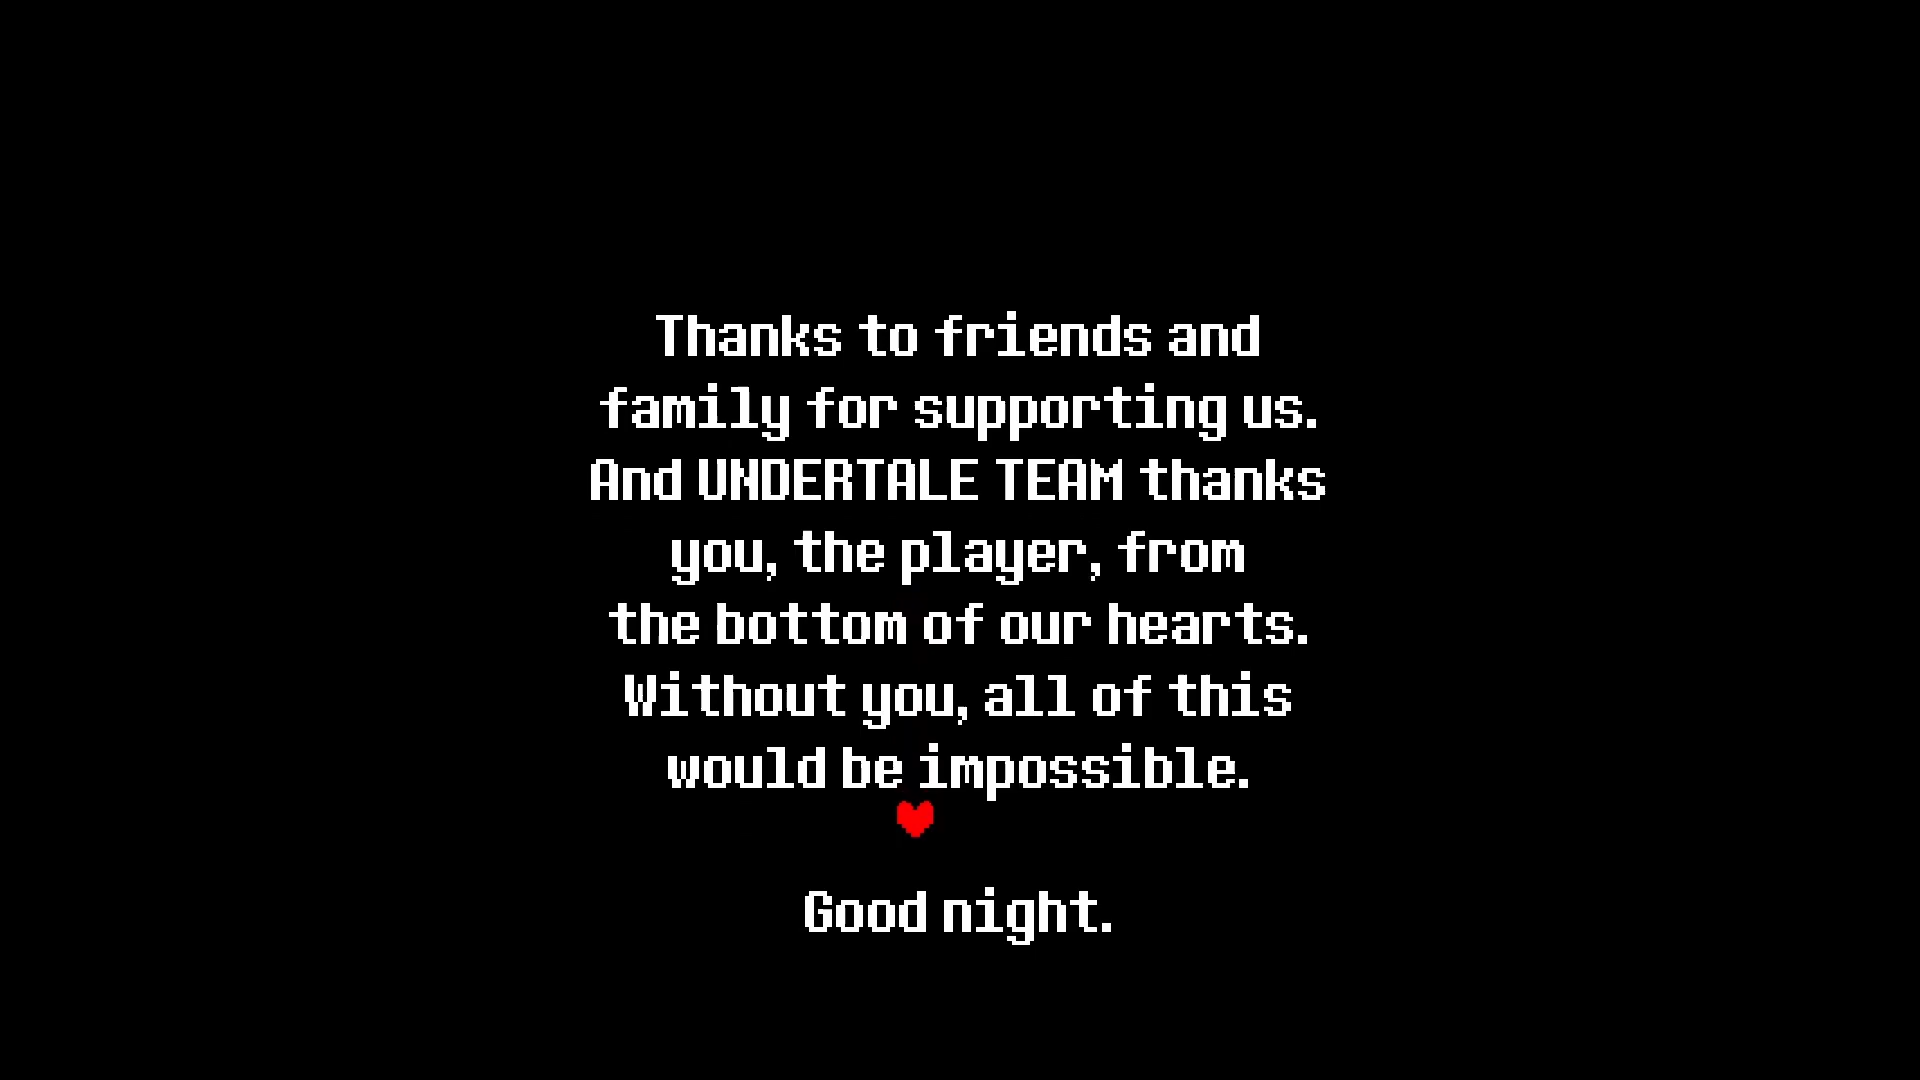 Thanks to friends and
family for supporting us.
And UNDERTALE TEAM thanks
you, the player, from
the bottom of our hearts.
Without you, all of this
would be impossible.
Good night.